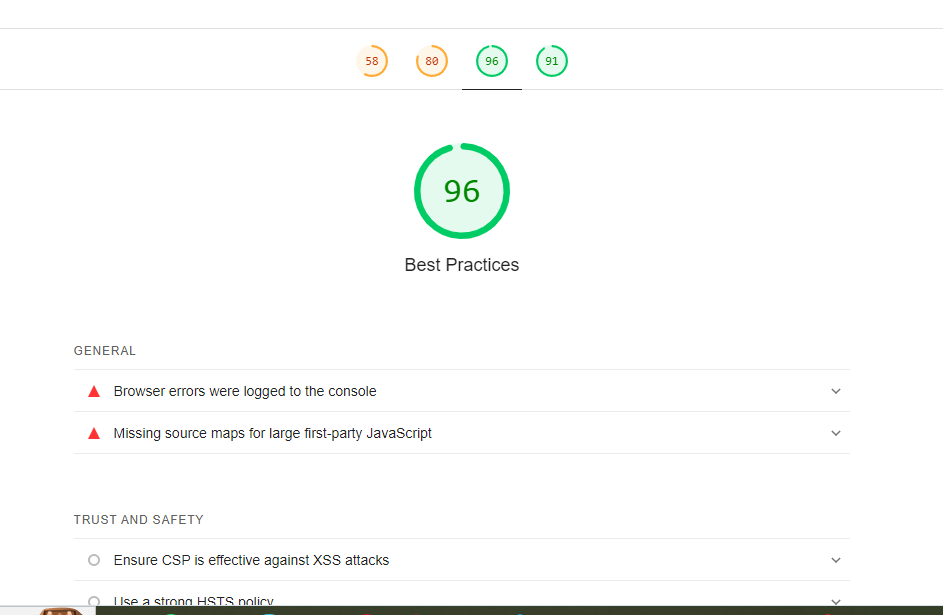 58 80 96 91
96
Best Practices
GENERAL
Browser errors were logged to the console
Missing source maps for large first-party JavaScript
TRUST AND SAFETY
Ensure CSP is effective against XSS attacks
Use a strong HSTS policy